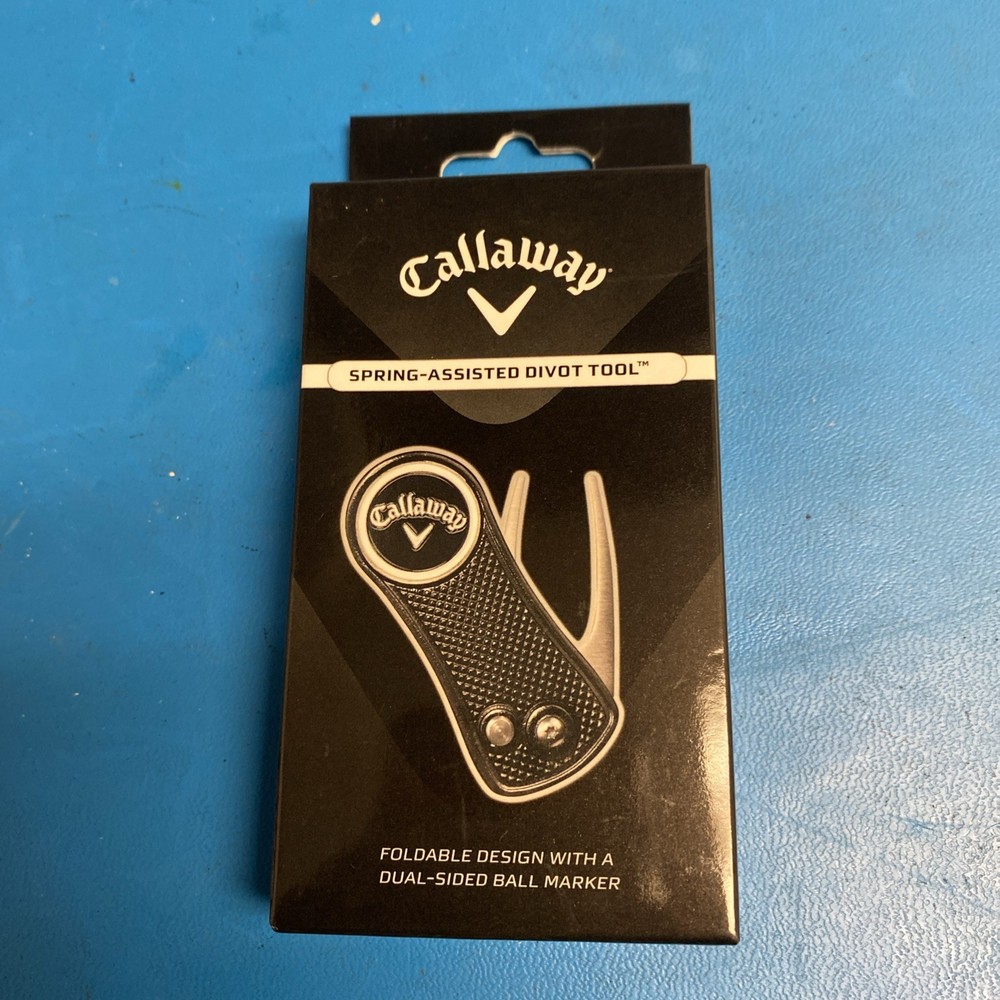 Callaway
SPRING-ASSISTED DIVOT TOOL™
Callaway
FOLDABLE DESIGN WITH A
DUAL-SIDED BALL MARKER